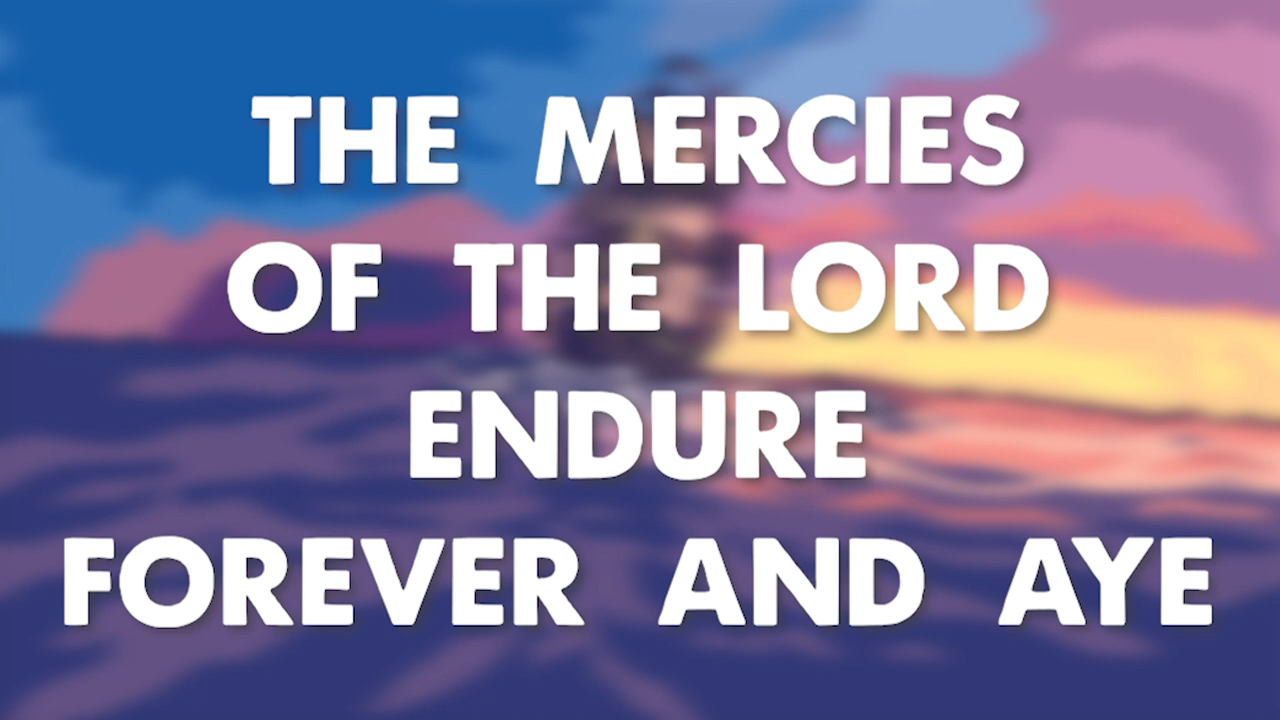 THE MERCIES
OF THE LORD
ENDURE
FOREVER AND AYE